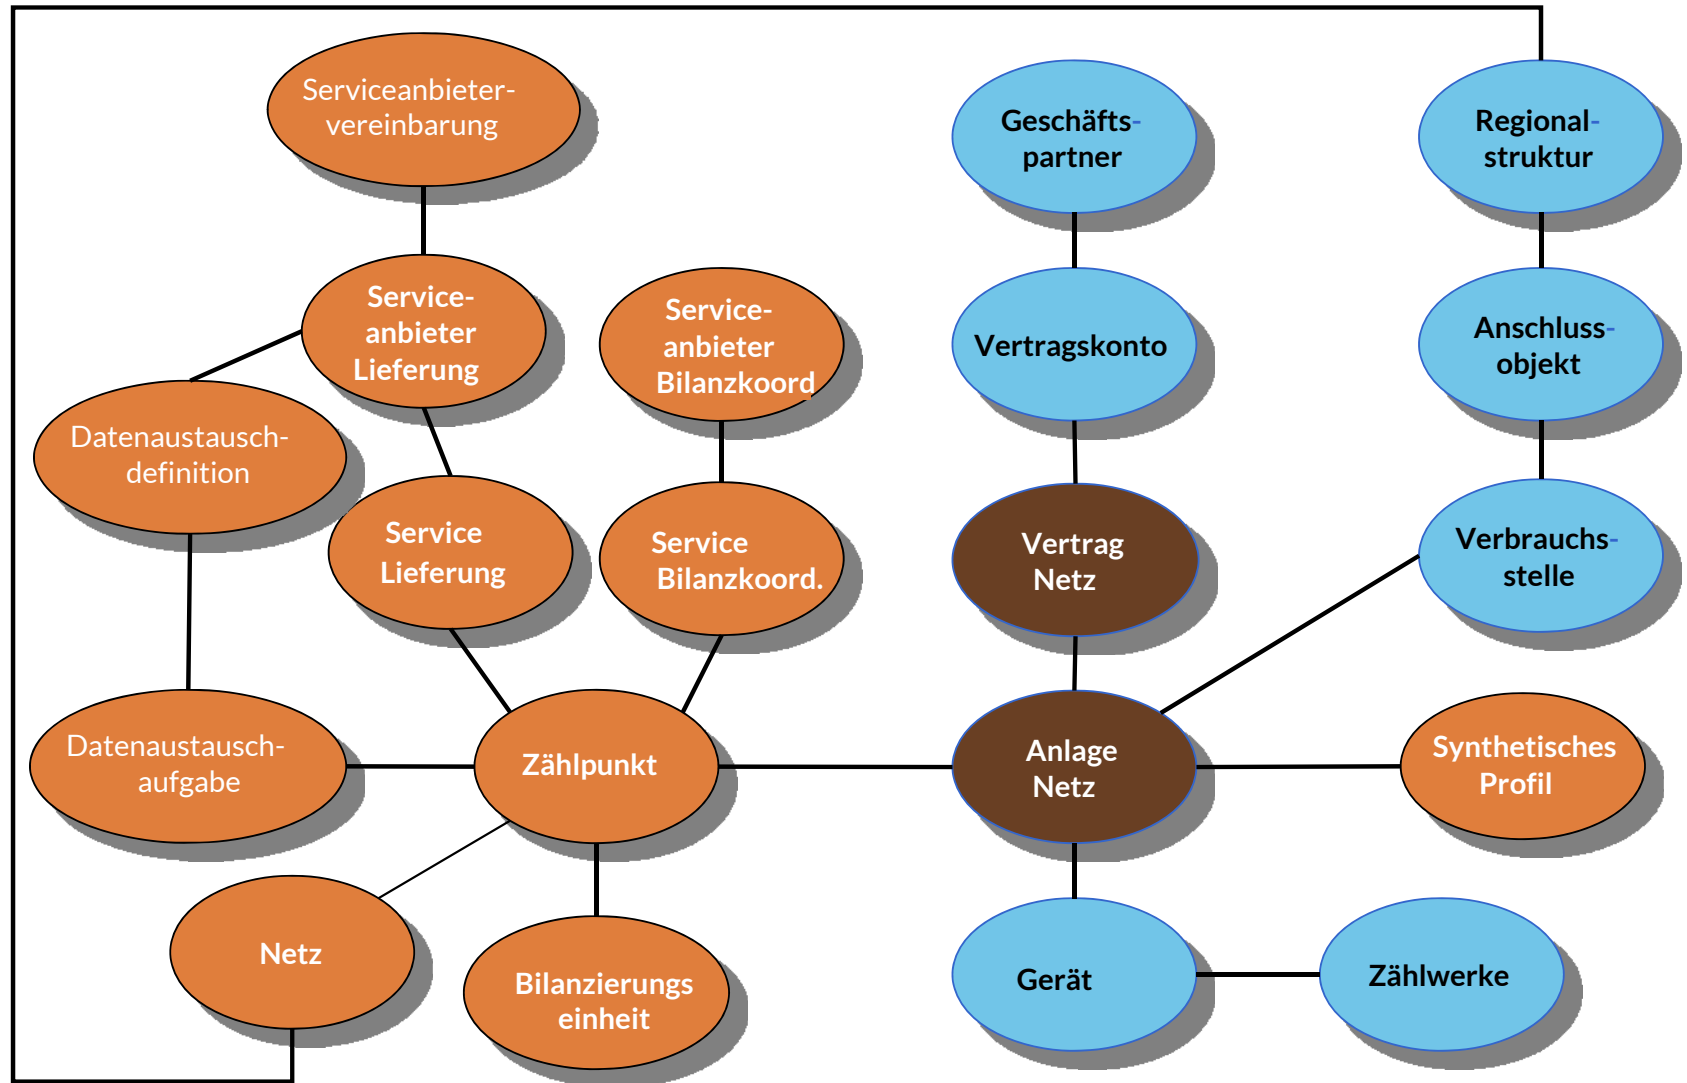 Serviceanbieter-
vereinbarung
Geschäfts-
partner
Regional-
struktur
Service-
anbieter
Lieferung
Service-
anbieter
Bilanzkoord
Vertragskonto
Anschluss-
objekt
Datenaustausch-
definition
Service
Lieferung
Service
Bilanzkoord.
Vertrag
Netz
Verbrauchs-
stelle
Datenaustausch-
aufgabe
Zählpunkt
Anlage
Netz
Synthetisches
Profil
Netz
Bilanzierungs
einheit
Gerät
Zählwerke